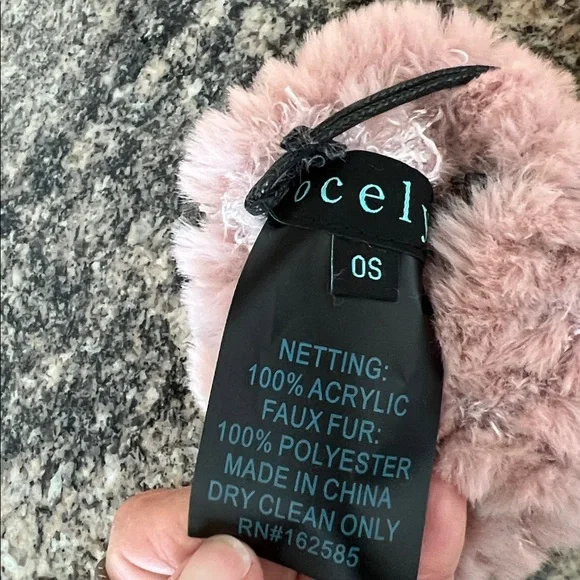 ocely
OS
NETTING:
100% ACRYLIC
FAUX FUR:
100% POLYESTER
MADE IN CHINA
DRY CLEAN ONLY
RN#162585